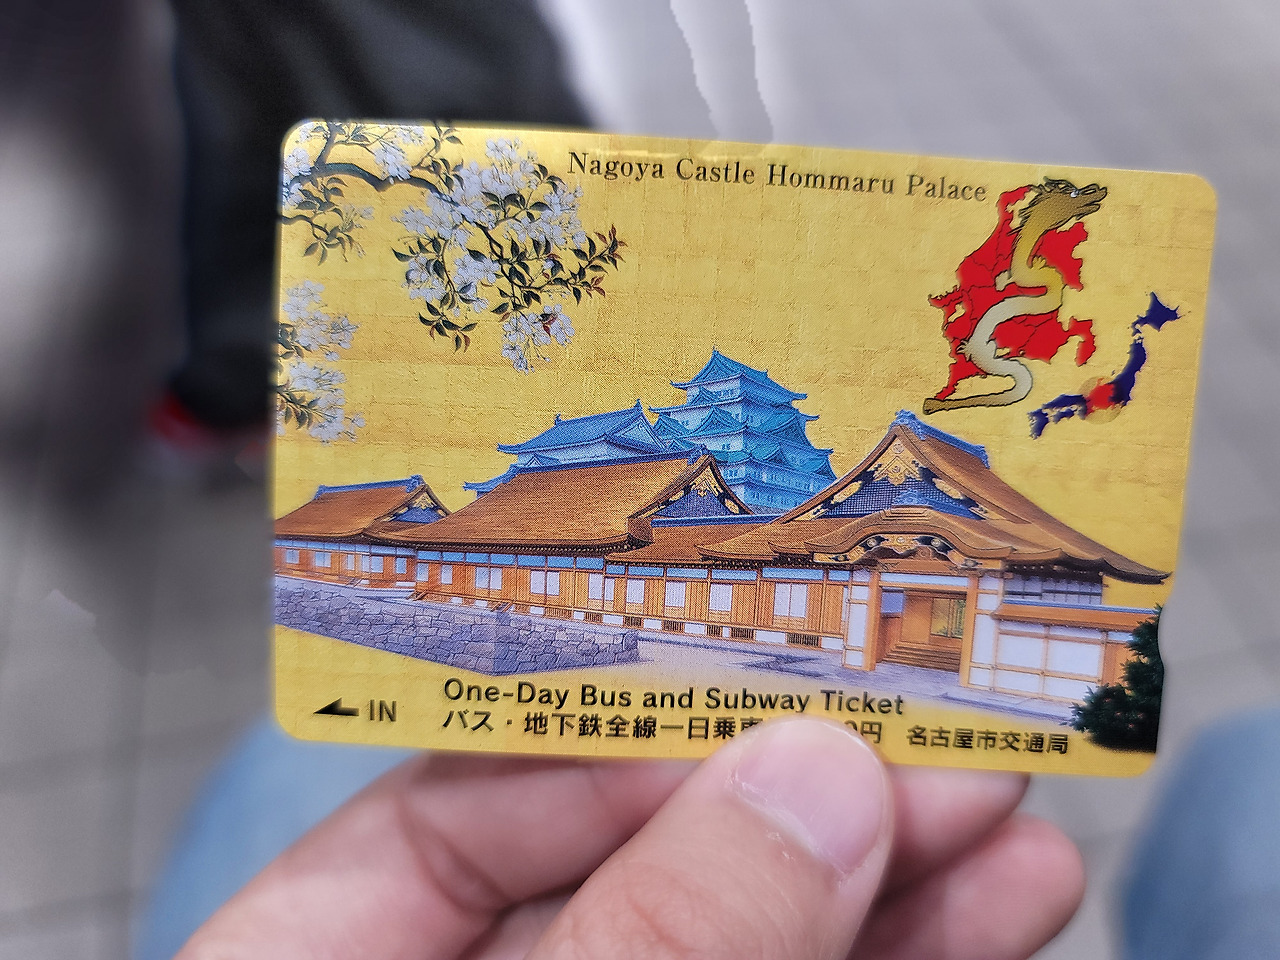 Nagoya Castle Hommaru Palace
IN
One-Day Bus and Subway Ticket
バス・地下鉄全線一日乗車 円 名古屋市交通局